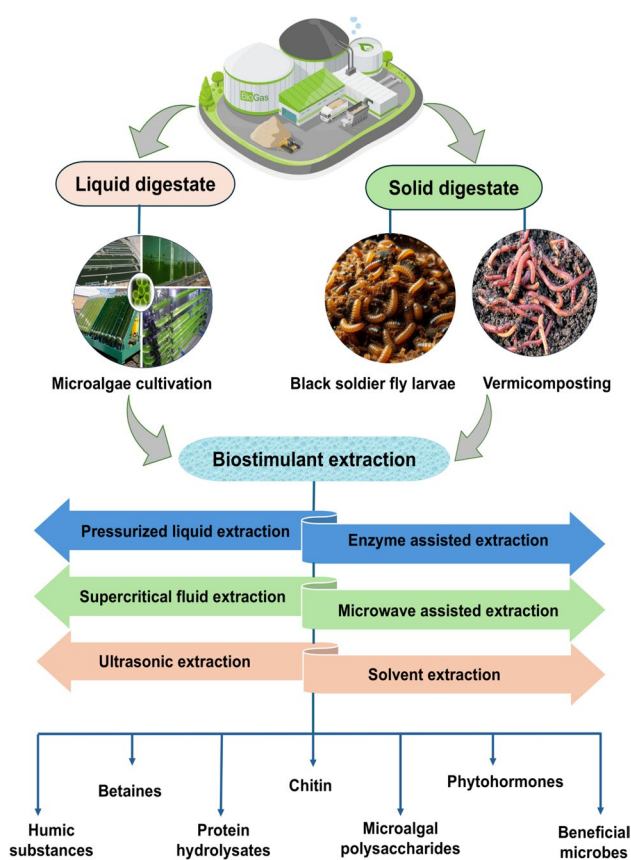 BioGas
Liquid digestate
Solid digestate
Microalgae cultivation
Black soldier fly larvae
Vermicomposting
Biostimulant extraction
Pressurized liquid extraction
Enzyme assisted extraction
Supercritical fluid extraction
Microwave assisted extraction
Ultrasonic extraction
Solvent extraction
Betaines
Chitin
Phytohormones
Humic
substances
Protein
hydrolysates
Microalgal
polysaccharides
Beneficial
microbes